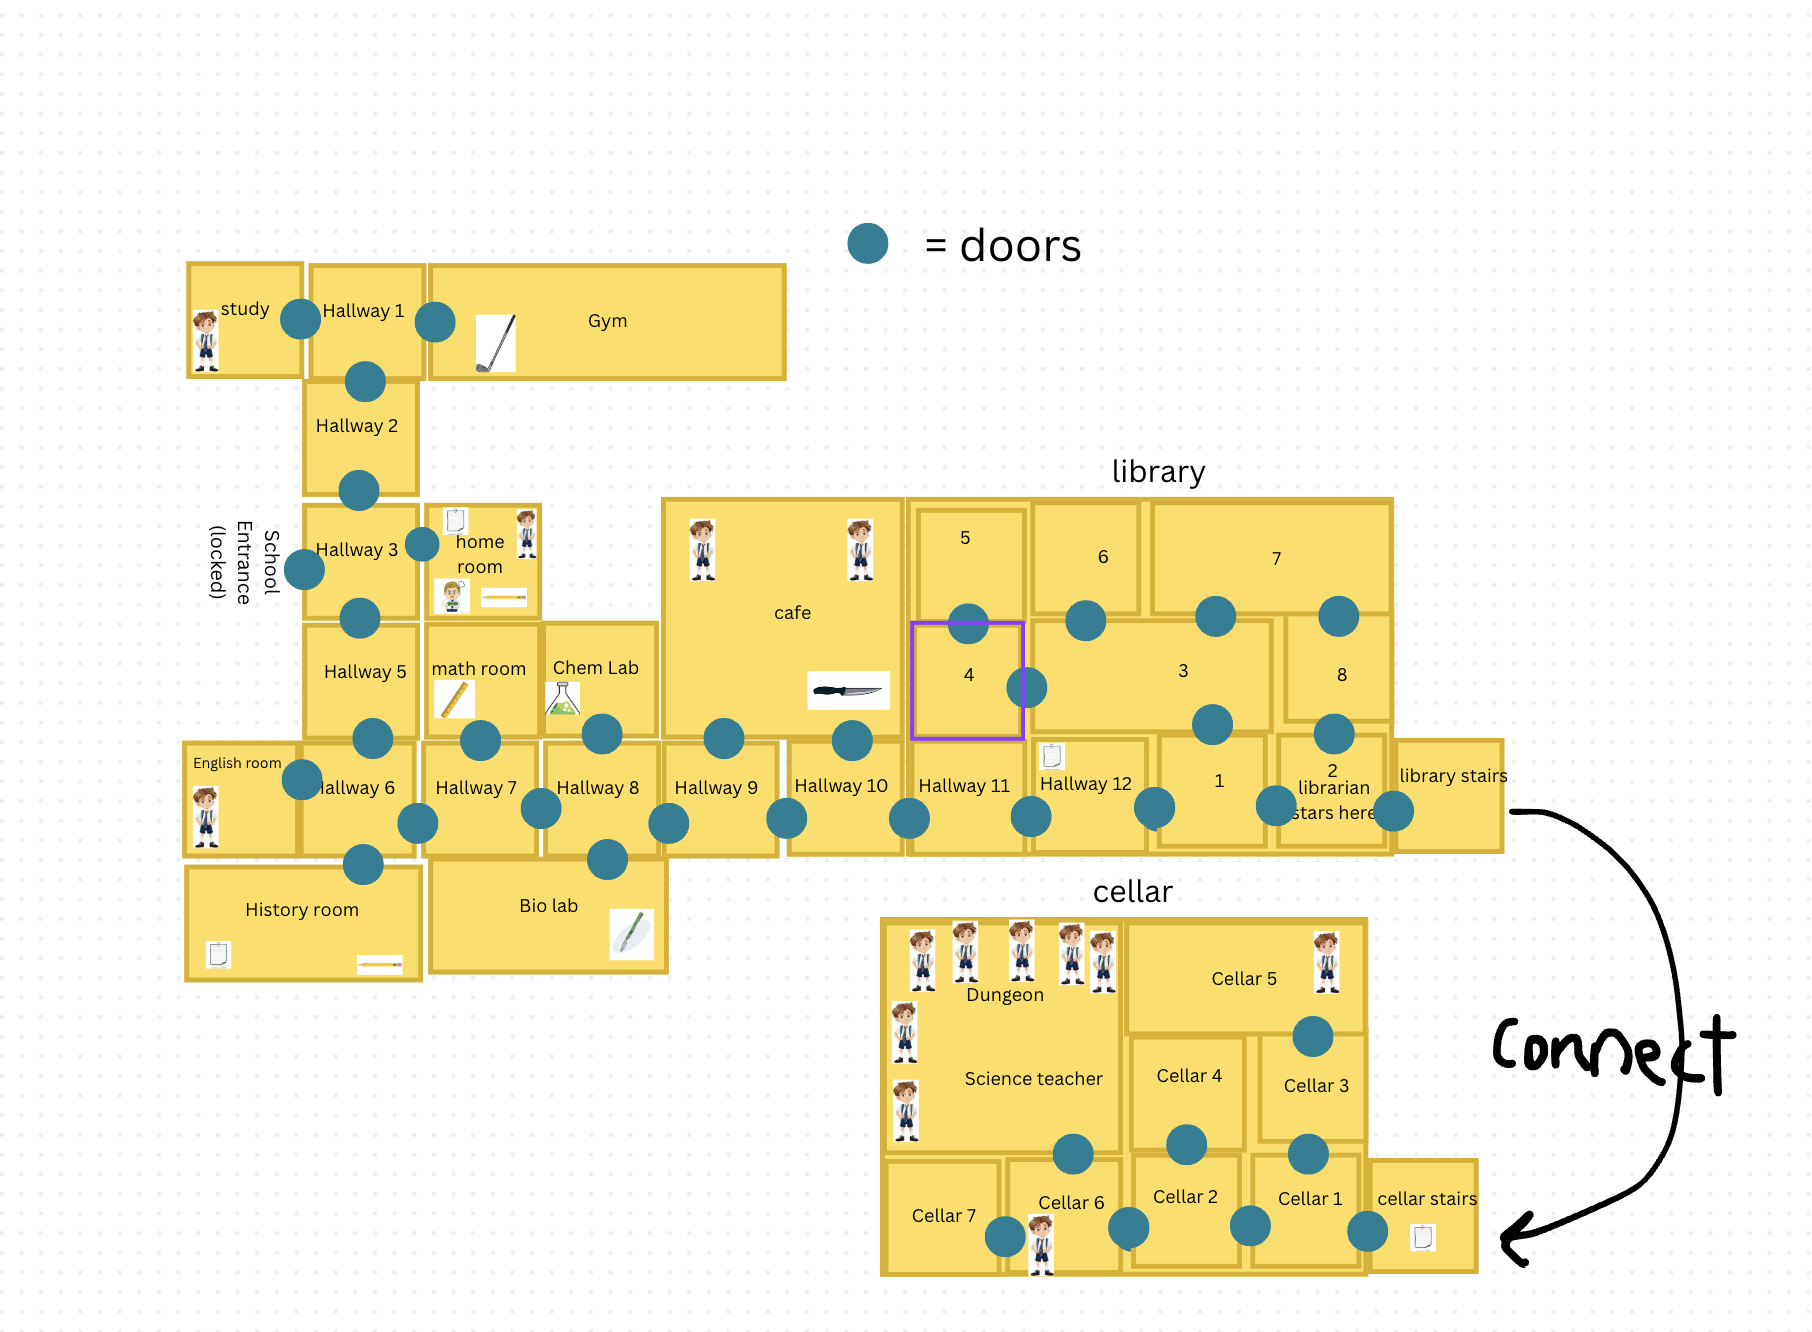 = doors
study
Hallway 1
Gym
Hallway 2
library
School
Entrance
(locked)
Hallway 3
home
room
cafe
5
6
7
Hallway 5
math room
Chem Lab
4
3
8
English room
Hallway 6
Hallway 7
Hallway 8
Hallway 9
Hallway 10
Hallway 11
Hallway 12
1
2
librarian
stars here
library stairs
History room
Bio lab
cellar
Dungeon
Science teacher
Cellar 5
Cellar 4
Cellar 3
Connect
Cellar 7
Cellar 6
Cellar 2
Cellar 1
cellar stairs